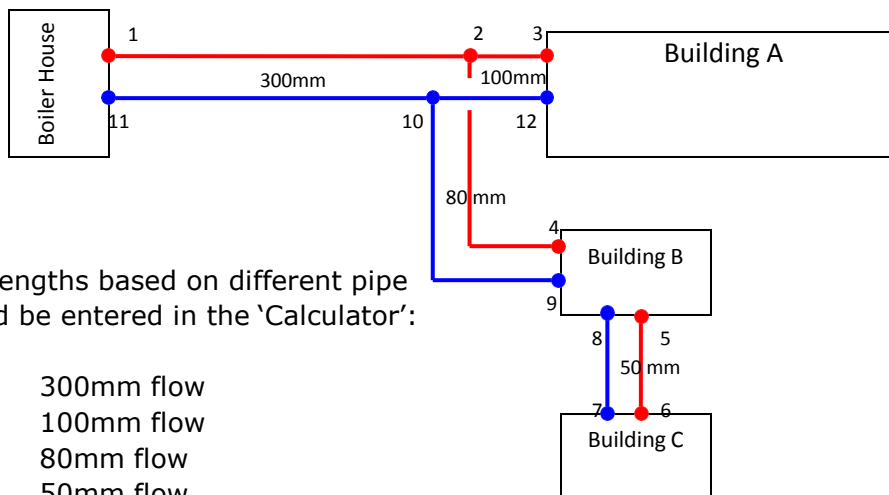 Boiler House
1
2
3
Building A
300mm
100mm
11
10
12
80 mm
4
Building B
engths based on different pipe
9
d be entered in the ‘Calculator’:
8
5
50 mm
300mm flow
7
6
100mm flow
Building C
80mm flow
50mm flow